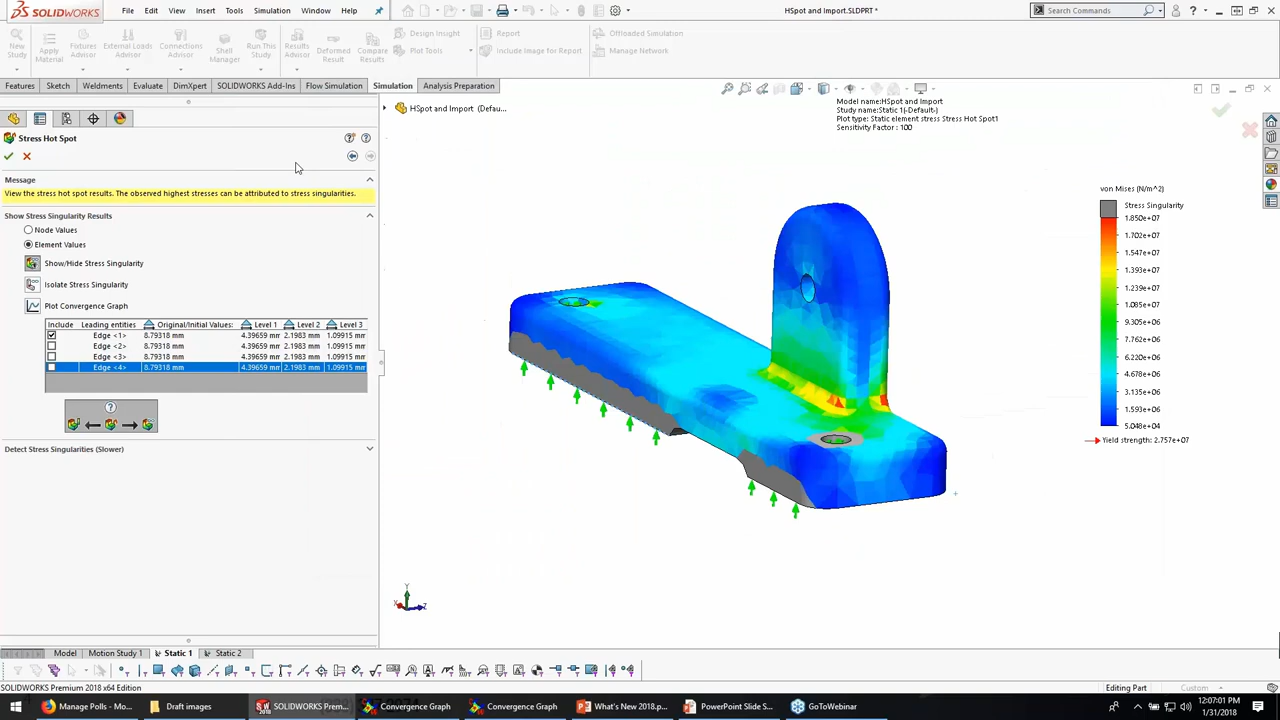 SOLIDWORKS
File Edit View Insert Tools Simulation Window Help
HSpot and Import.SLDPRT *
Search Commands
New Study
Apply Material
Fixtures Advisor
External Loads Advisor
Connections Advisor
Shell Manager
Run This Study
Results Advisor
Deformed Result
Compare Results
Design Insight
Plot Tools
Report
Include Image for Report
Offloaded Simulation
Manage Network
Features Sketch Weldments Evaluate DimXpert SOLIDWORKS Add-Ins Flow Simulation Simulation Analysis Preparation
HSpot and Import (Defau...
Model name:HSpot and Import
Study name:Static 1(-Default-)
Plot type: Static element stress Stress Hot Spot1
Sensitivity Factor : 100
Stress Hot Spot
Message
View the stress hot spot results. The observed highest stresses can be attributed to stress singularities.
Show Stress Singularity Results
Node Values
Element Values
Show/Hide Stress Singularity
Isolate Stress Singularity
Plot Convergence Graph
Include Leading entities Original/Initial Values: Level 1 Level 2 Level 3
Edge <1> 8.79318 mm 4.39659 mm 2.1983 mm 1.09915 mm
Edge <2> 8.79318 mm 4.39659 mm 2.1983 mm 1.09915 mm
Edge <3> 8.79318 mm 4.39659 mm 2.1983 mm 1.09915 mm
Edge <4> 8.79318 mm 4.39659 mm 2.1983 mm 1.09915 mm
Detect Stress Singularities (Slower)
von Mises (N/m^2)
Stress Singularity
1.850e+07
1.702e+07
1.547e+07
1.393e+07
1.239e+07
1.085e+07
9.305e+06
7.762e+06
6.220e+06
4.678e+06
3.135e+06
1.593e+06
5.048e+04
Yield strength: 2.757e+07
Y
X
Z
Model Motion Study 1 Static 1 Static 2
SOLIDWORKS Premium 2018 x64 Edition
Editing Part
Custom
Manage Polls - Mo...
Draft images
SOLIDWORKS Prem...
Convergence Graph
Convergence Graph
What's New 2018.p...
PowerPoint Slide S...
GoToWebinar
12:07:01 PM
1/31/2018